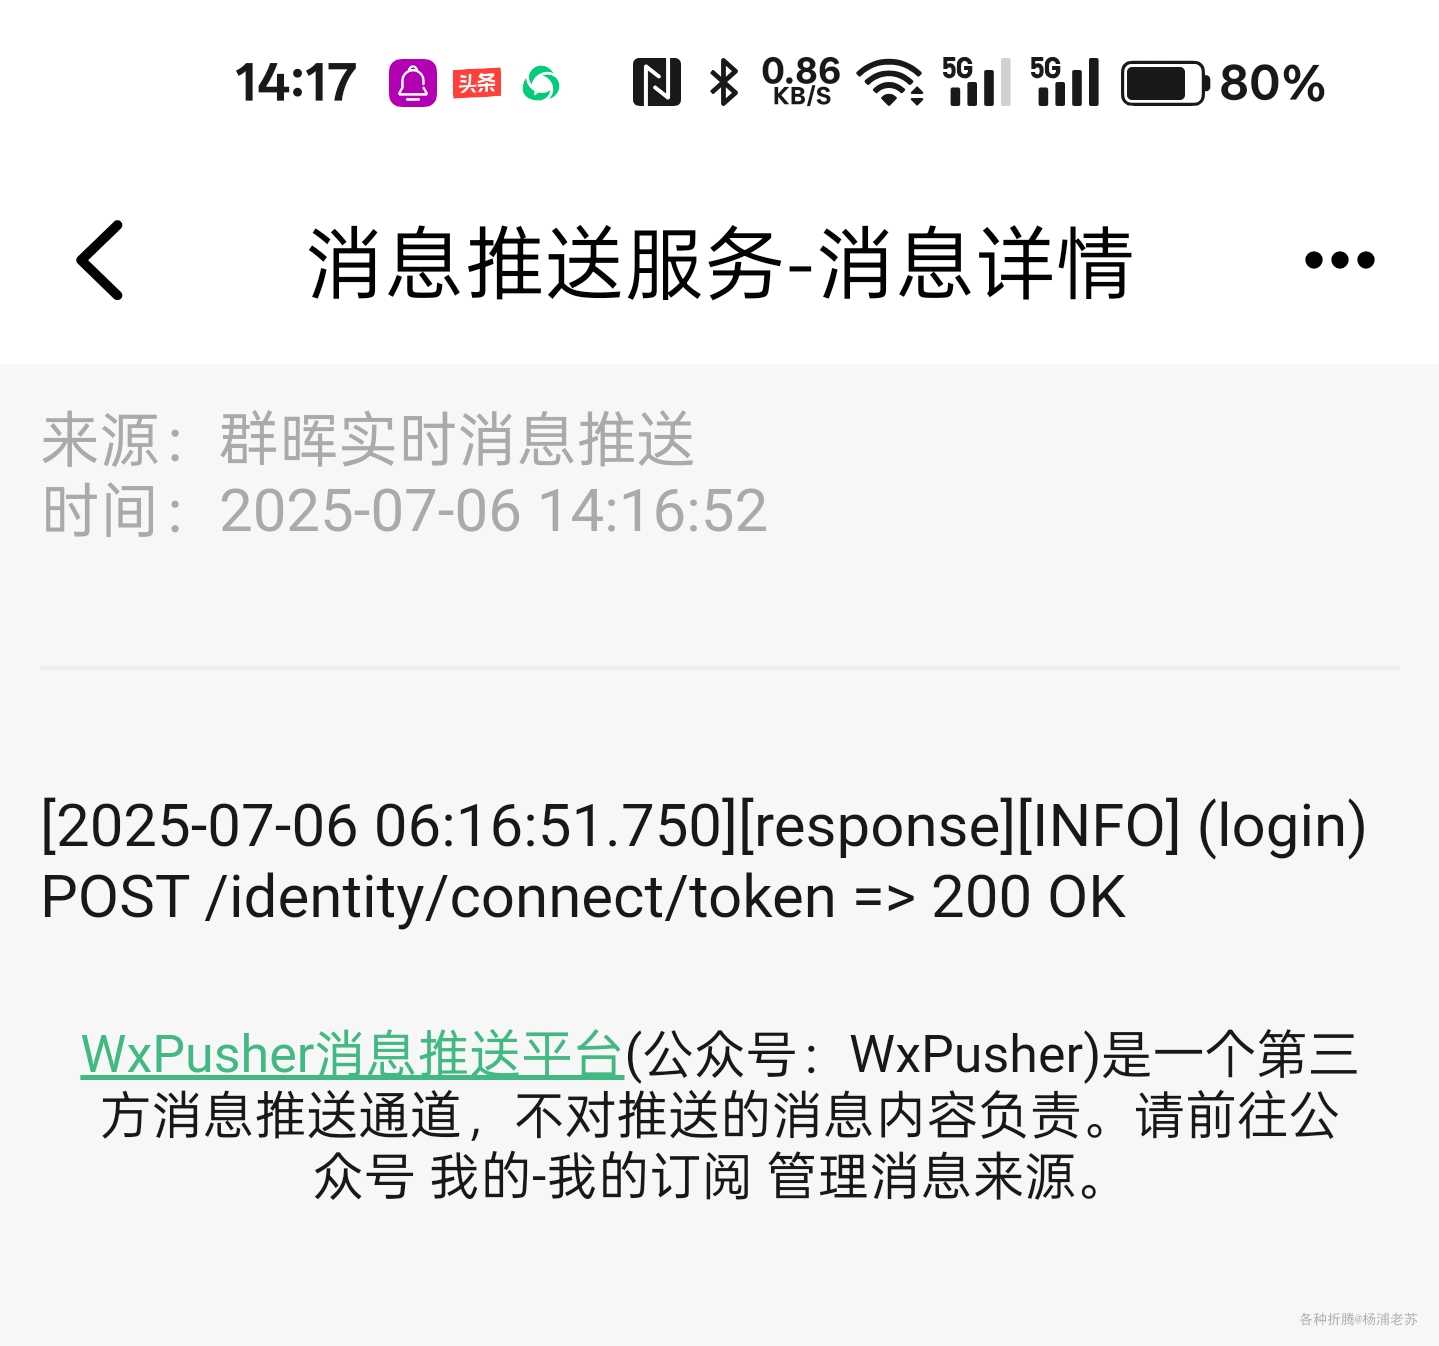 14:17 头条 0.86 KB/S 5G 5G 80%
消息推送服务-消息详情
来源：群晖实时消息推送
时间：2025-07-06 14:16:52
[2025-07-06 06:16:51.750][response][INFO] (login)
POST /identity/connect/token => 200 OK
WxPusher消息推送平台(公众号：WxPusher)是一个第三
方消息推送通道，不对推送的消息内容负责。请前往公
众号 我的-我的订阅 管理消息来源。
各种折腾@杨浦老苏